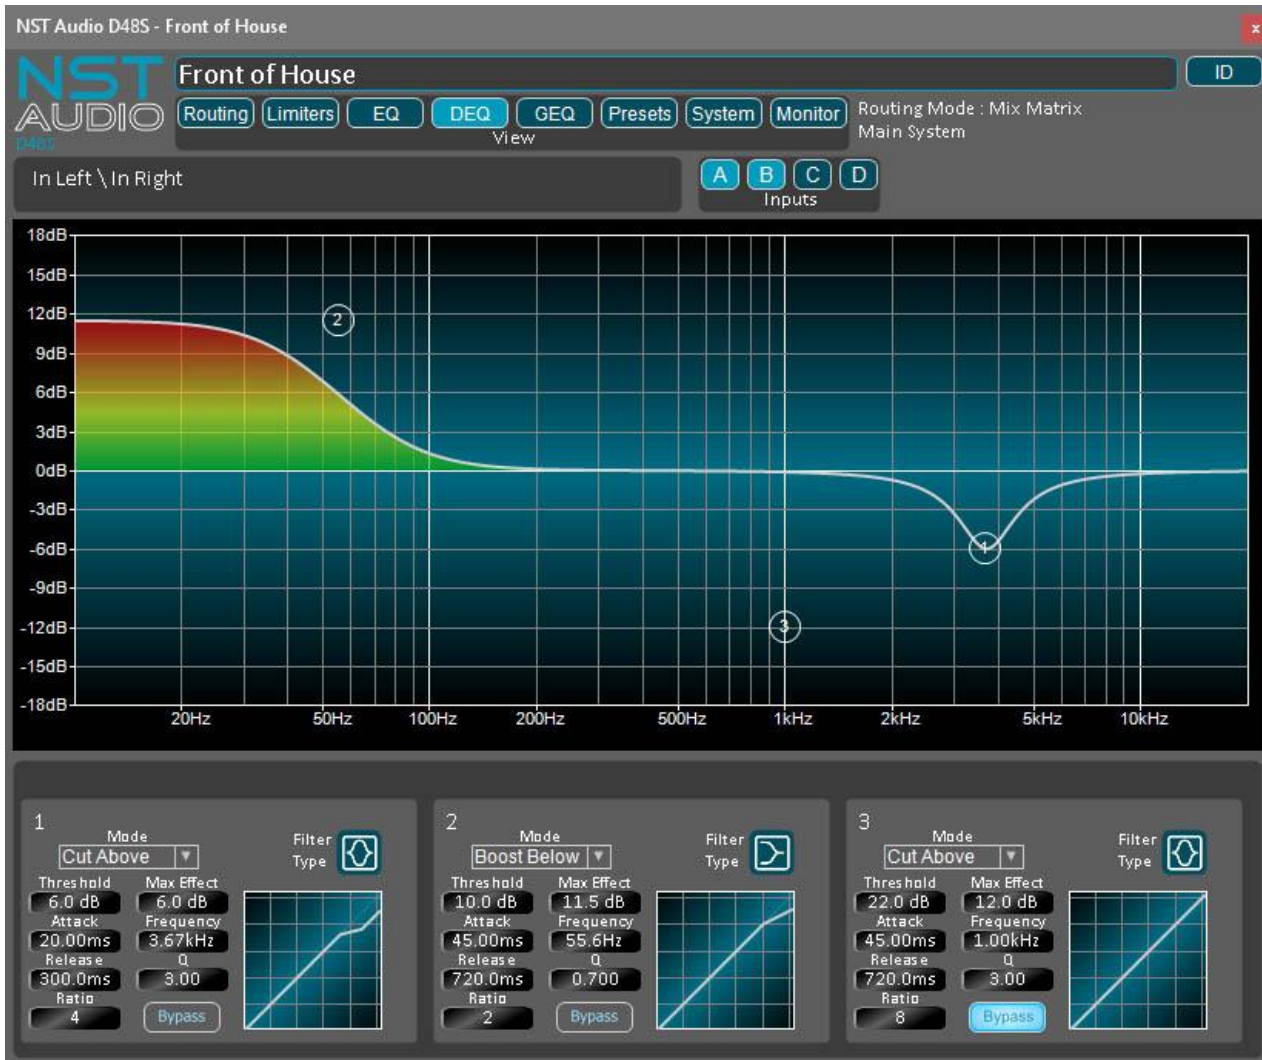 NST Audio D48S - Front of House
x
NST
AUDIO
D48S
Front of House
ID
Routing Limiters EQ DEQ GEQ Presets System Monitor
View
Routing Mode : Mix Matrix
Main System
In Left \ In Right
A B C D
Inputs
18dB
15dB
12dB
9dB
6dB
3dB
0dB
-3dB
-6dB
-9dB
-12dB
-15dB
-18dB
2
1
3
20Hz 50Hz 100Hz 200Hz 500Hz 1kHz 2kHz 5kHz 10kHz
1
Mode
Cut Above
Filter
Type
Threshold Max Effect
6.0 dB 6.0 dB
Attack Frequency
20.00ms 3.67kHz
Release Q
300.0ms 3.00
Ratio
4 Bypass
2
Mode
Boost Below
Filter
Type
Threshold Max Effect
10.0 dB 11.5 dB
Attack Frequency
45.00ms 55.6Hz
Release Q
720.0ms 0.700
Ratio
2 Bypass
3
Mode
Cut Above
Filter
Type
Threshold Max Effect
22.0 dB 12.0 dB
Attack Frequency
45.00ms 1.00kHz
Release Q
720.0ms 3.00
Ratio
8 Bypass